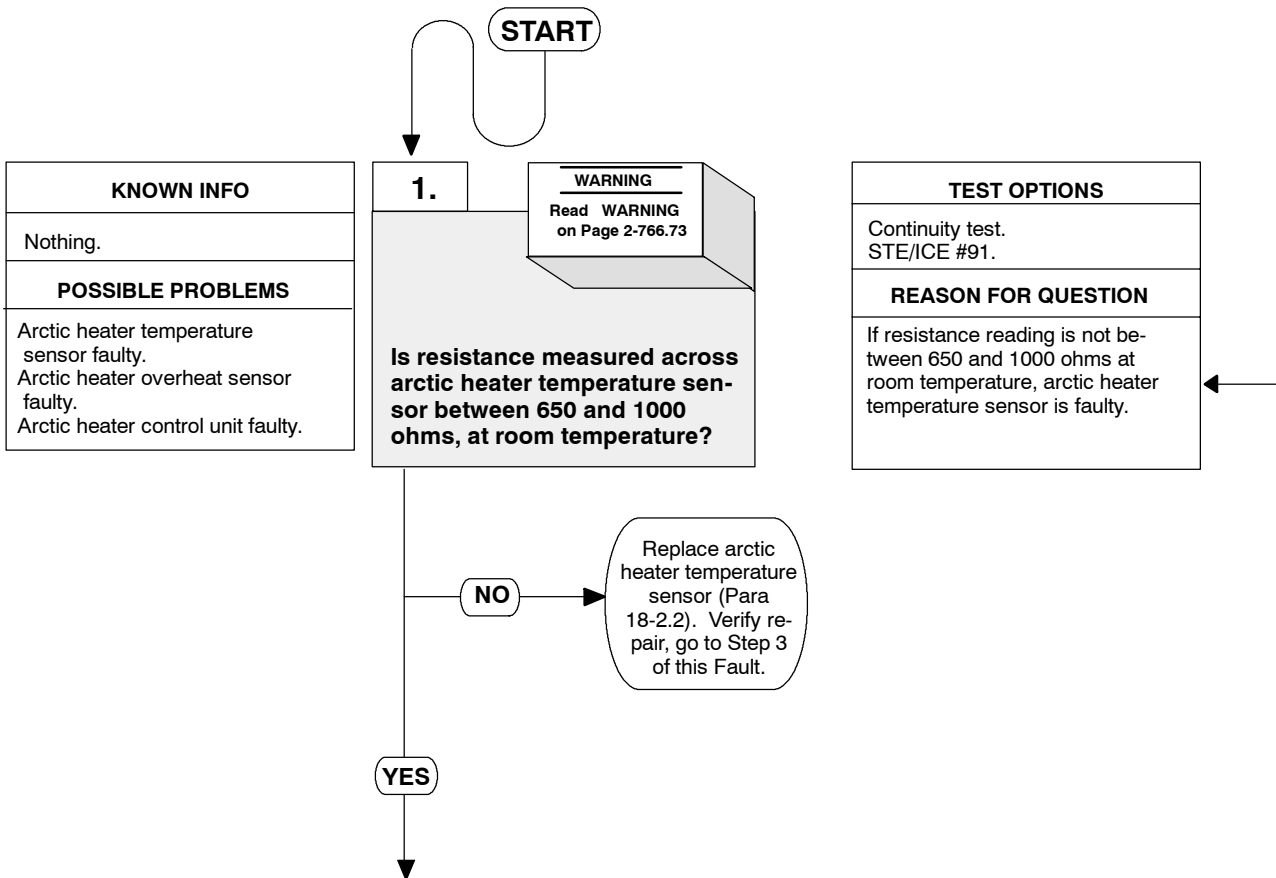 START
KNOWN INFO
Nothing.
POSSIBLE PROBLEMS
Arctic heater temperature
sensor faulty.
Arctic heater overheat sensor
faulty.
Arctic heater control unit faulty.
1.
WARNING
Read WARNING
on Page 2-766.73
Is resistance measured across
arctic heater temperature sen-
sor between 650 and 1000
ohms, at room temperature?
TEST OPTIONS
Continuity test.
STE/ICE #91.
REASON FOR QUESTION
If resistance reading is not be-
tween 650 and 1000 ohms at
room temperature, arctic heater
temperature sensor is faulty.
NO
Replace arctic
heater temperature
sensor (Para
18-2.2). Verify re-
pair, go to Step 3
of this Fault.
YES